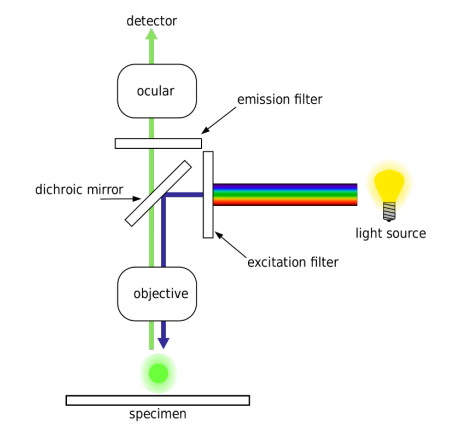 detector
ocular
emission filter
dichroic mirror
light source
excitation filter
objective
specimen